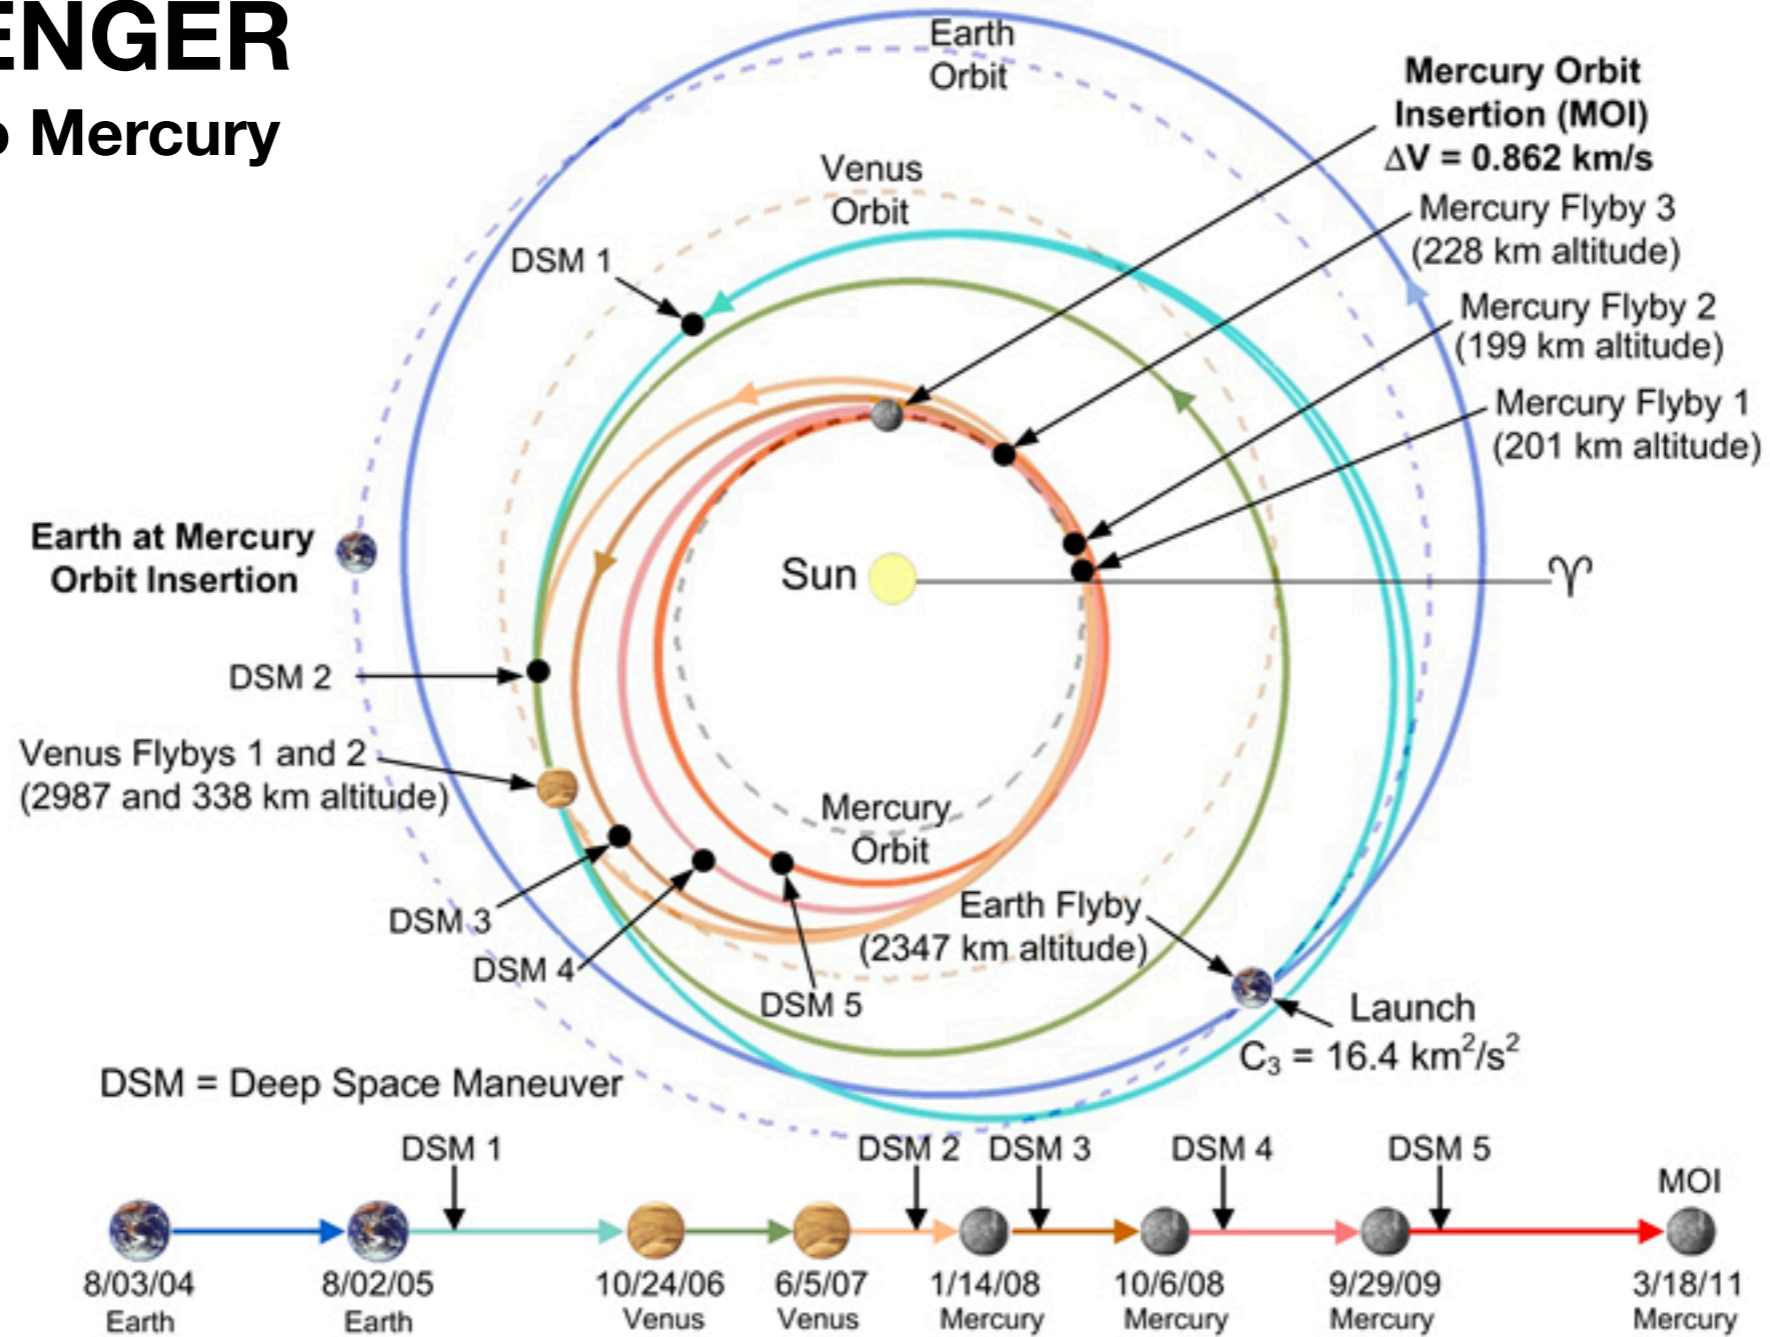 ENGER
o Mercury
Earth
Orbit
Mercury Orbit
Insertion (MOI)
ΔV = 0.862 km/s
Venus
Orbit
Mercury Flyby 3
(228 km altitude)
DSM 1
Mercury Flyby 2
(199 km altitude)
Mercury Flyby 1
(201 km altitude)
Earth at Mercury
Orbit Insertion
Sun
♈
DSM 2
Venus Flybys 1 and 2
(2987 and 338 km altitude)
Mercury
Orbit
DSM 3
Earth Flyby
(2347 km altitude)
DSM 4
DSM 5
Launch
C₃ = 16.4 km²/s²
DSM = Deep Space Maneuver
DSM 1
DSM 2
DSM 3
DSM 4
DSM 5
MOI
8/03/04
Earth
8/02/05
Earth
10/24/06
Venus
6/5/07
Venus
1/14/08
Mercury
10/6/08
Mercury
9/29/09
Mercury
3/18/11
Mercury